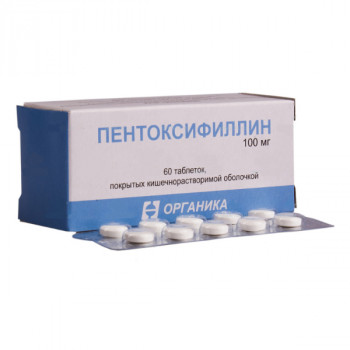 ПЕНТОКСИФИЛЛИН
100 мг
60 таблеток,
покрытых кишечнорастворимой оболочкой
ОРГАНИКА